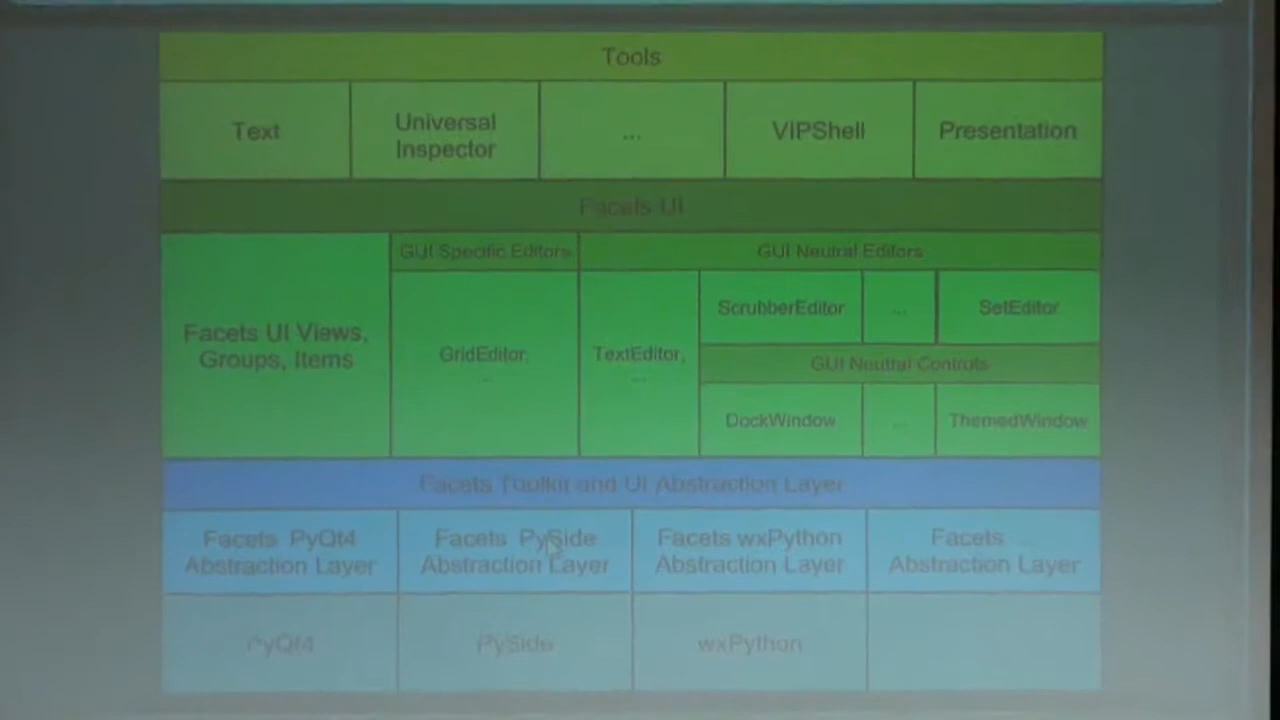 Tools
Text
Universal
Inspector
...
VIPShell
Presentation
Facets UI
Facets UI Views,
Groups, Items
GUI Specific Editors
GridEditor,
...
GUI Neutral Editors
TextEditor,
...
ScrubberEditor
...
SetEditor
GUI Neutral Controls
DockWindow
...
ThemedWindow
Facets Toolkit and UI Abstraction Layer
Facets PyQt4
Abstraction Layer
Facets PySide
Abstraction Layer
Facets wxPython
Abstraction Layer
Facets
Abstraction Layer
PyQt4
PySide
wxPython